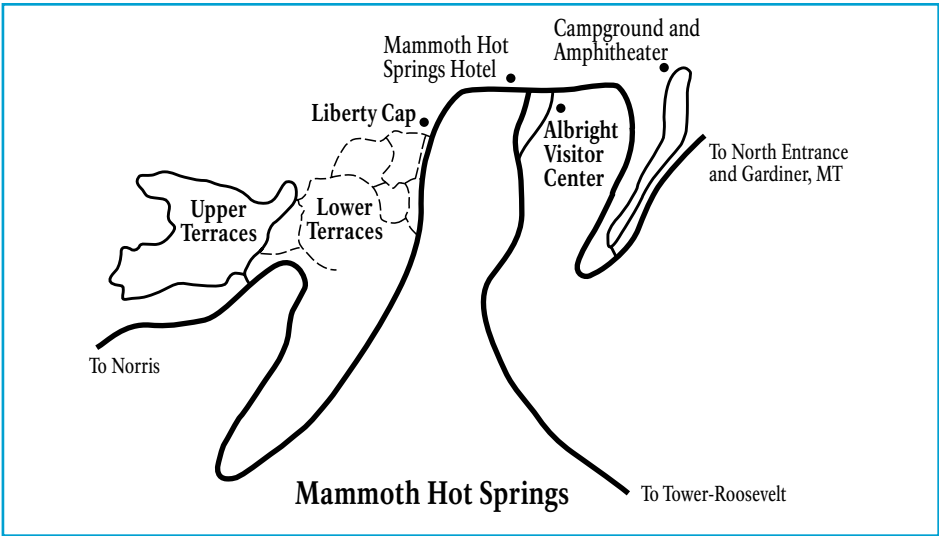 Campground and
Amphitheater
Mammoth Hot
Springs Hotel
Liberty Cap
Albright
Visitor
Center
To North Entrance
and Gardiner, MT
Upper
Terraces
Lower
Terraces
To Norris
Mammoth Hot Springs
To Tower-Roosevelt